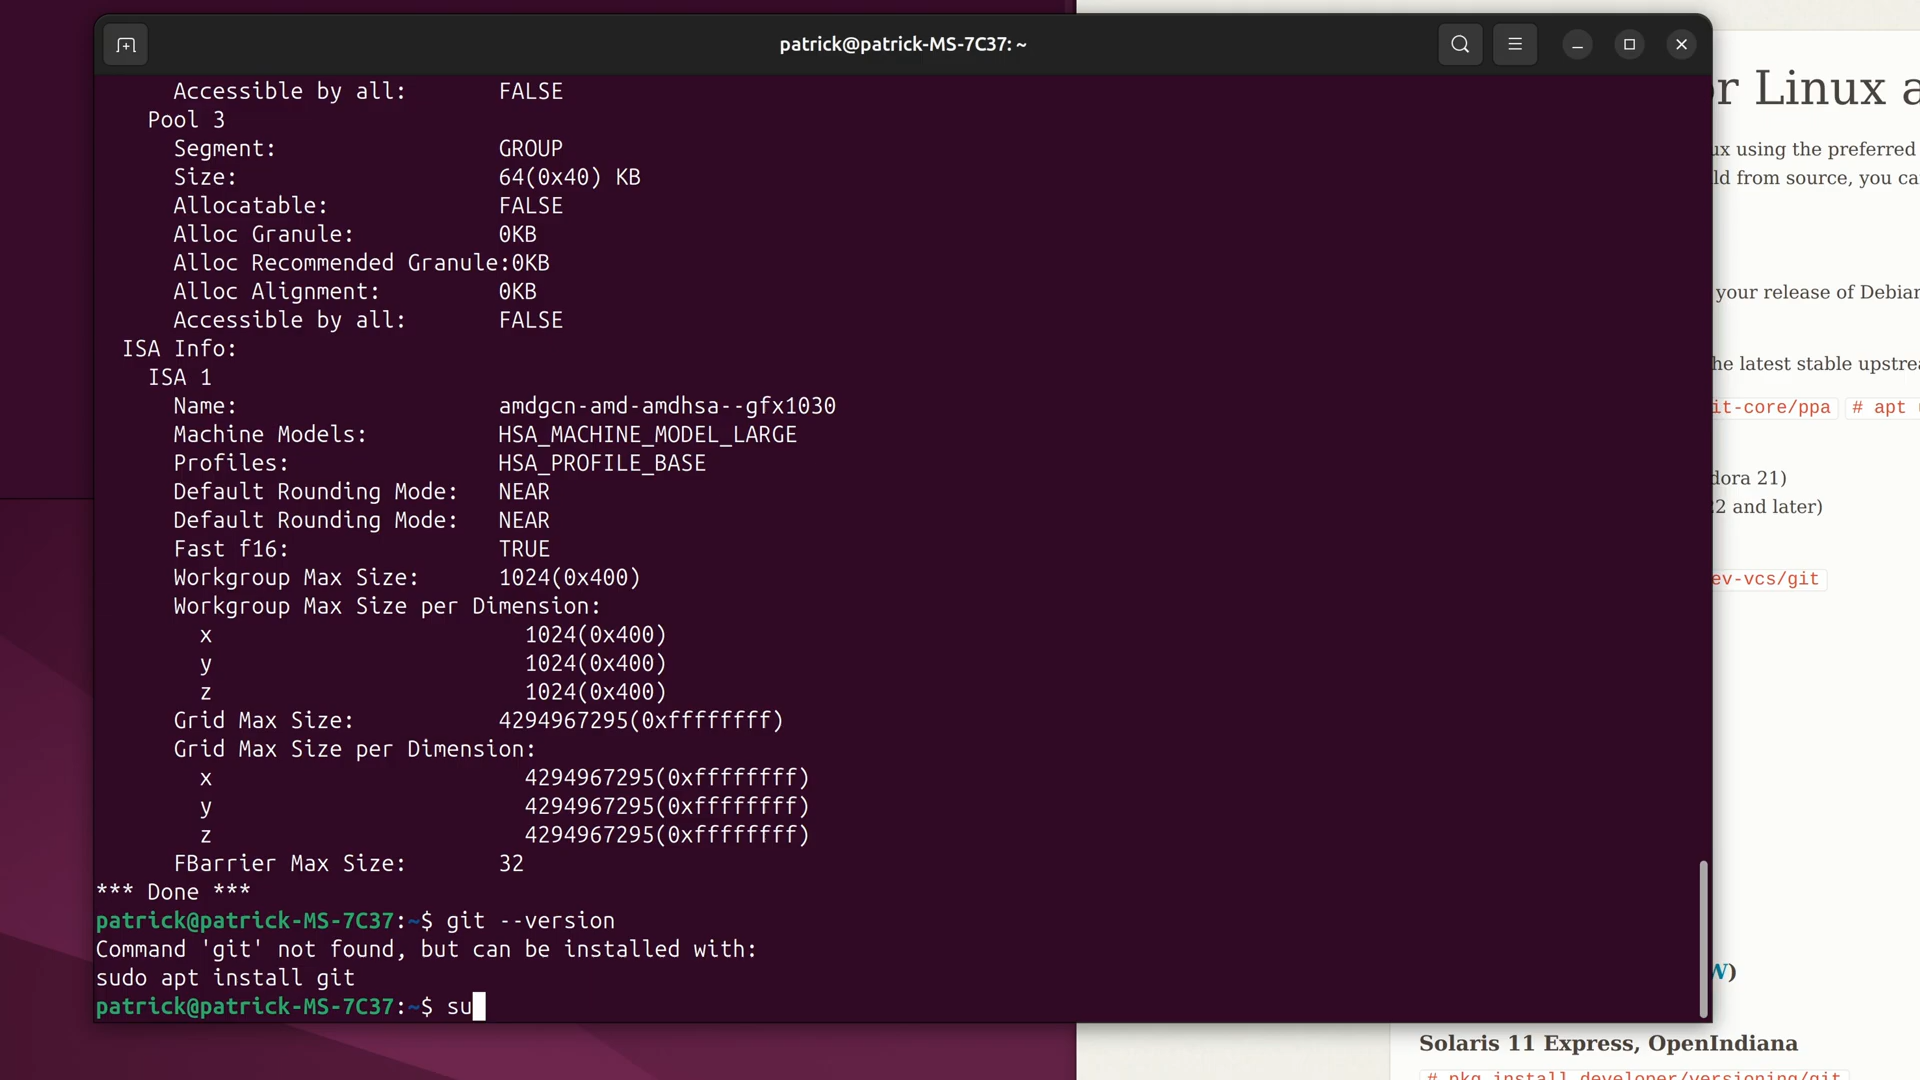 patrick@patrick-MS-7C37: ~
Accessible by all: FALSE
Pool 3
Segment: GROUP
Size: 64(0x40) KB
Allocatable: FALSE
Alloc Granule: 0KB
Alloc Recommended Granule:0KB
Alloc Alignment: 0KB
Accessible by all: FALSE
ISA Info:
ISA 1
Name: amdgcn-amd-amdhsa--gfx1030
Machine Models: HSA_MACHINE_MODEL_LARGE
Profiles: HSA_PROFILE_BASE
Default Rounding Mode: NEAR
Default Rounding Mode: NEAR
Fast f16: TRUE
Workgroup Max Size: 1024(0x400)
Workgroup Max Size per Dimension:
x 1024(0x400)
y 1024(0x400)
z 1024(0x400)
Grid Max Size: 4294967295(0xffffffff)
Grid Max Size per Dimension:
x 4294967295(0xffffffff)
y 4294967295(0xffffffff)
z 4294967295(0xffffffff)
FBarrier Max Size: 32
*** Done ***
patrick@patrick-MS-7C37:~$ git --version
Command 'git' not found, but can be installed with:
sudo apt install git
patrick@patrick-MS-7C37:~$ su
r Linux a
ux using the preferred
ld from source, you ca
your release of Debian
he latest stable upstrea
it-core/ppa # apt
dora 21)
22 and later)
ev-vcs/git
W)
Solaris 11 Express, OpenIndiana
# pkg install developer/versioning/git